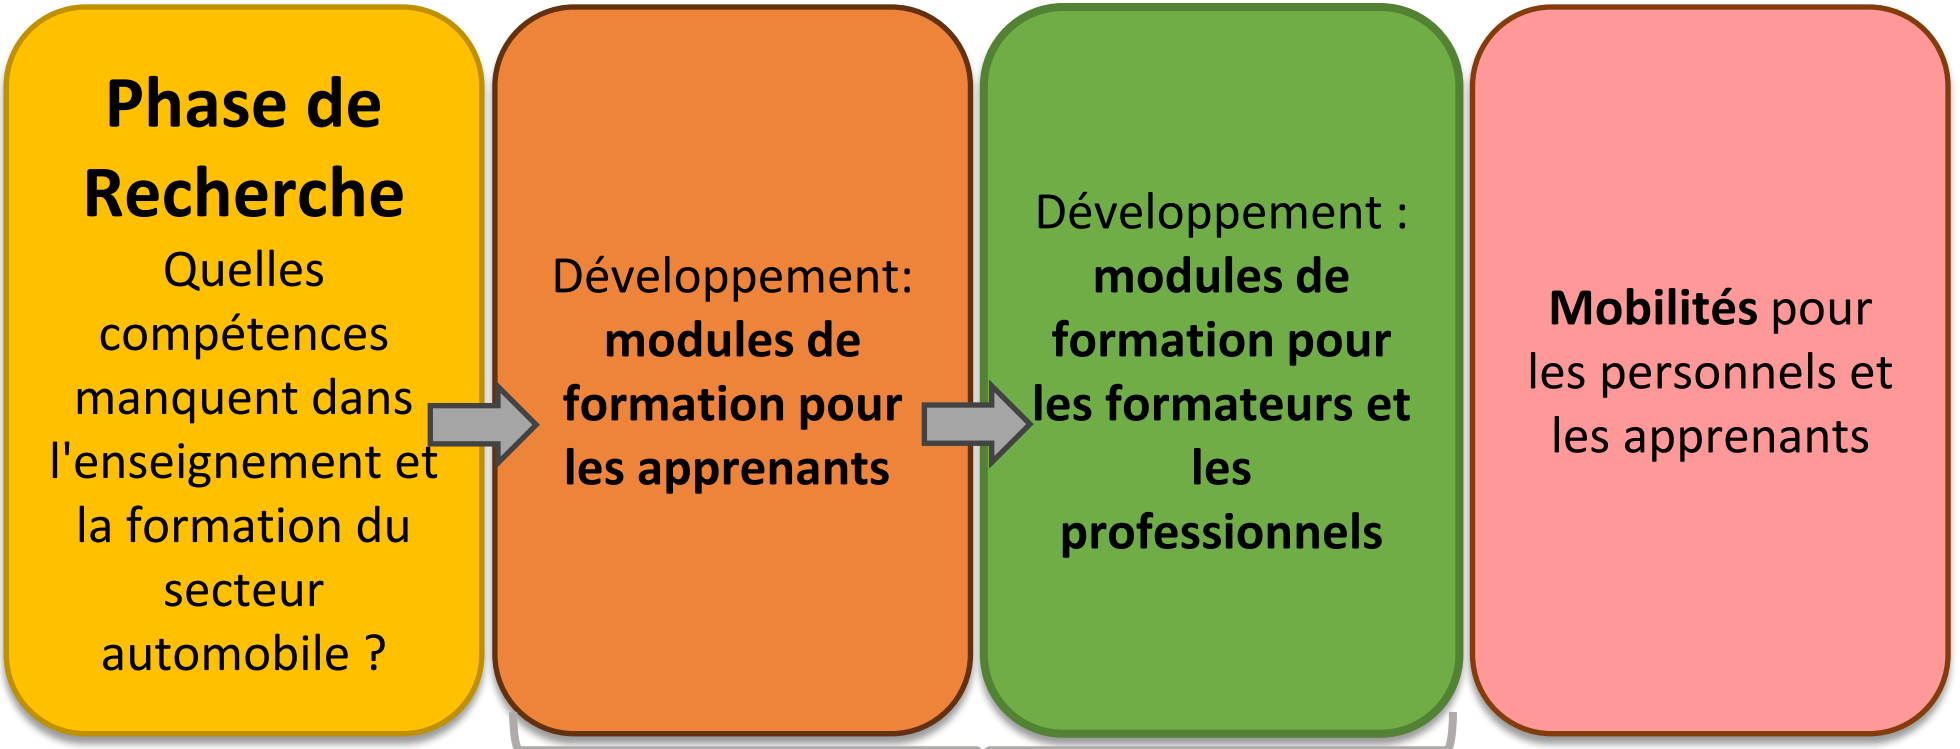 Phase de
Recherche
Quelles
compétences
manquent dans
l'enseignement et
la formation du
secteur
automobile ?
Développement:
modules de
formation pour
les apprenants
Développement :
modules de
formation pour
les formateurs et
les
professionnels
Mobilités pour
les personnels et
les apprenants